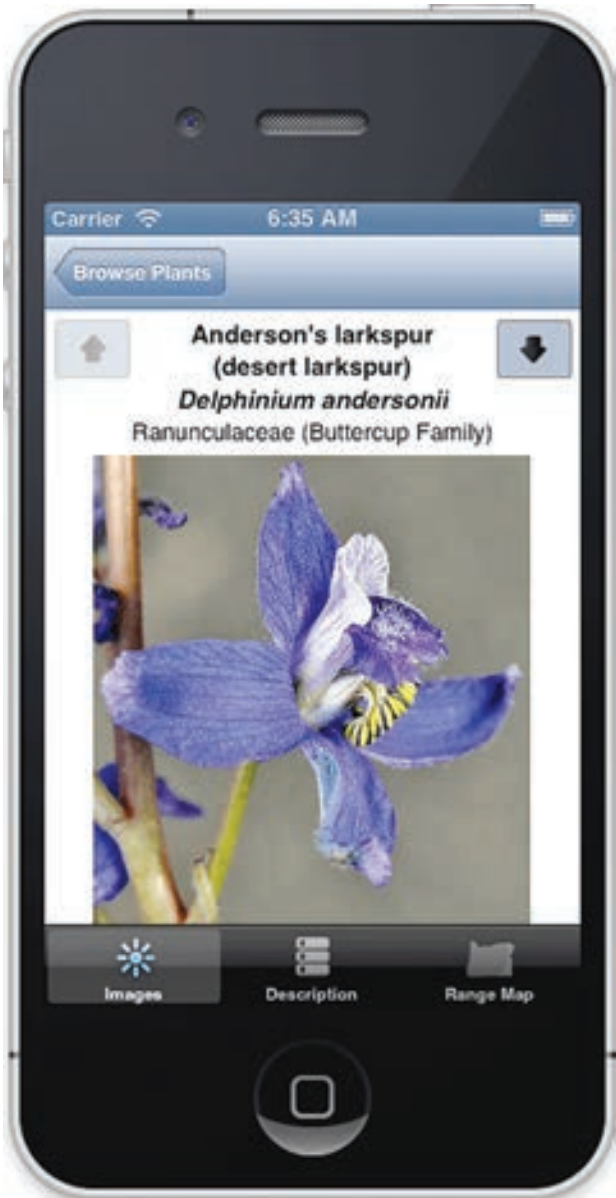 Carrier 6:35 AM
Browse Plants
Anderson's larkspur
(desert larkspur)
Delphinium andersonii
Ranunculaceae (Buttercup Family)
Images Description Range Map